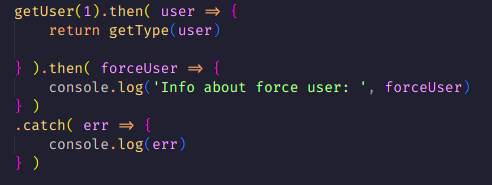 getUser(1).then( user => {
    return getType(user)

} ).then( forceUser => {
    console.log('Info about force user: ', forceUser)
} )
.catch( err => {
    console.log(err)
} )